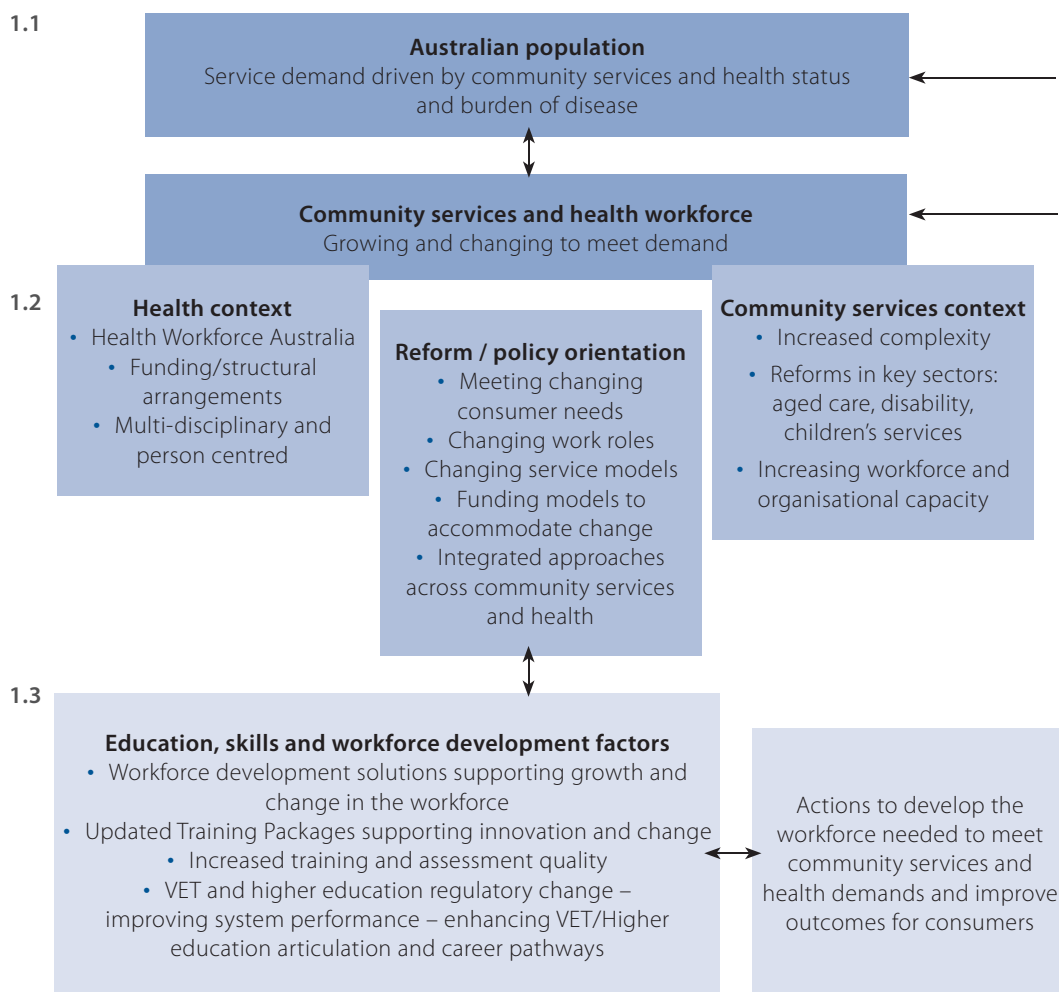 1.1
Australian population
Service demand driven by community services and health status
and burden of disease
Community services and health workforce
Growing and changing to meet demand
1.2
Health context
• Health Workforce Australia
• Funding/structural
arrangements
• Multi-disciplinary and
person centred
Reform / policy orientation
• Meeting changing
consumer needs
• Changing work roles
• Changing service models
• Funding models to
accommodate change
• Integrated approaches
across community services
and health
Community services context
• Increased complexity
• Reforms in key sectors:
aged care, disability,
children’s services
• Increasing workforce and
organisational capacity
1.3
Education, skills and workforce development factors
• Workforce development solutions supporting growth and
change in the workforce
• Updated Training Packages supporting innovation and change
• Increased training and assessment quality
• VET and higher education regulatory change –
improving system performance – enhancing VET/Higher
education articulation and career pathways
Actions to develop the
workforce needed to meet
community services and
health demands and improve
outcomes for consumers